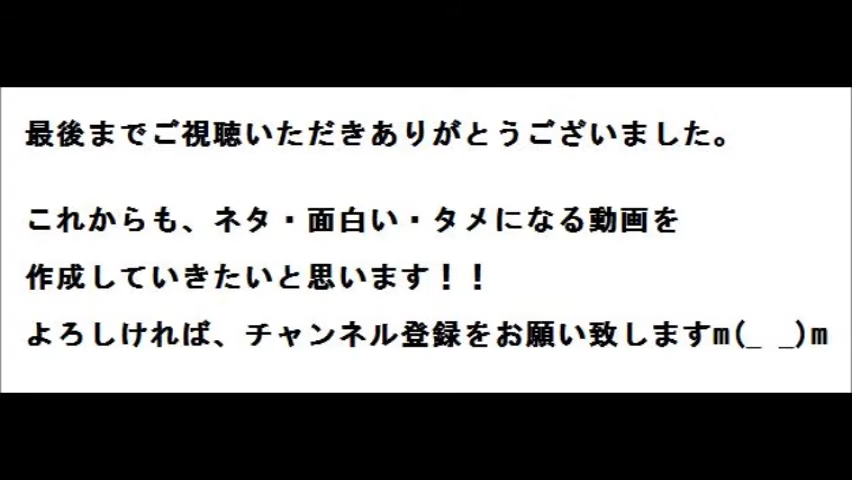 最後までご視聴いただきありがとうございました。
これからも、ネタ・面白い・タメになる動画を
作成していきたいと思います！！
よろしければ、チャンネル登録をお願い致しますm(_ _)m